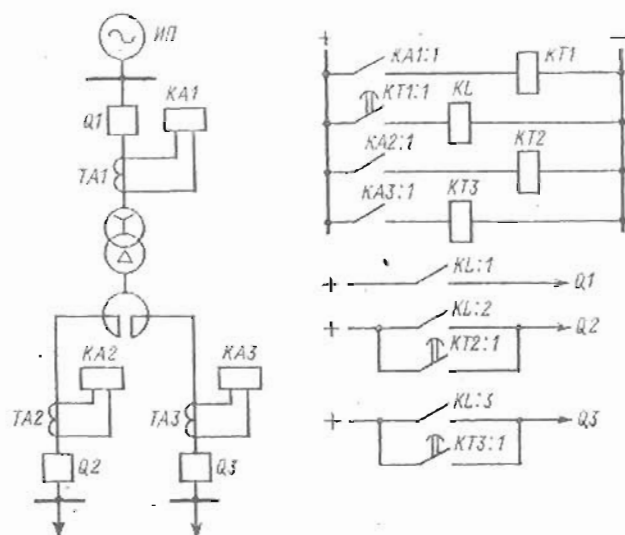 ИП
KA1
Q1
TA1
KA2
KA3
TA2
TA3
Q2
Q3
+
−
KA1:1
KT1
KT1:1
KL
KA2:1
KT2
KA3:1
KT3
+ KL:1 Q1
+ KL:2 Q2
KT2:1
+ KL:3 Q3
KT3:1